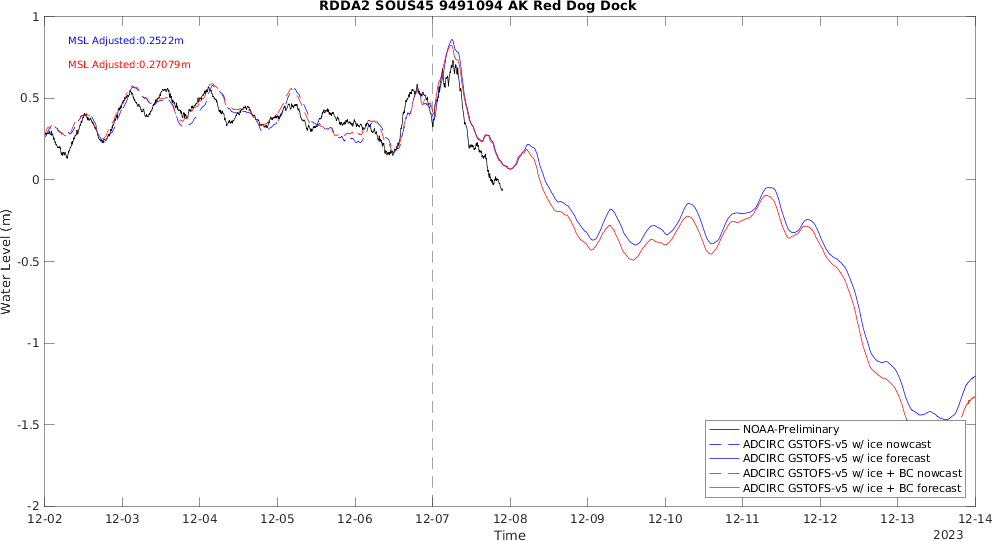 RDDA2 SOUS45 9491094 AK Red Dog Dock
MSL Adjusted:0.2522m
MSL Adjusted:0.27079m
1
0.5
0
-0.5
-1
-1.5
-2
Water Level (m)
NOAA-Preliminary
ADCIRC GSTOFS-v5 w/ ice nowcast
ADCIRC GSTOFS-v5 w/ ice forecast
ADCIRC GSTOFS-v5 w/ ice + BC nowcast
ADCIRC GSTOFS-v5 w/ ice + BC forecast
12-02 12-03 12-04 12-05 12-06 12-07 12-08 12-09 12-10 12-11 12-12 12-13 12-14
Time
2023